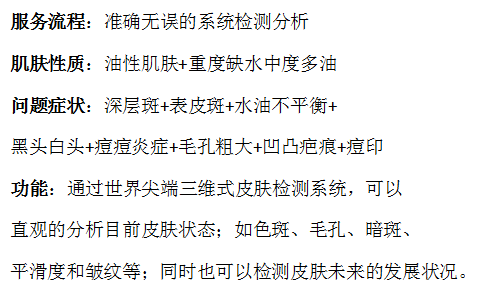 服务流程：准确无误的系统检测分析
肌肤性质：油性肌肤+重度缺水中度多油
问题症状：深层斑+表皮斑+水油不平衡+
黑头白头+痘痘炎症+毛孔粗大+凹凸疤痕+痘印
功能：通过世界尖端三维式皮肤检测系统，可以
直观的分析目前皮肤状态；如色斑、毛孔、暗斑、
平滑度和皱纹等；同时也可以检测皮肤未来的发展状况。